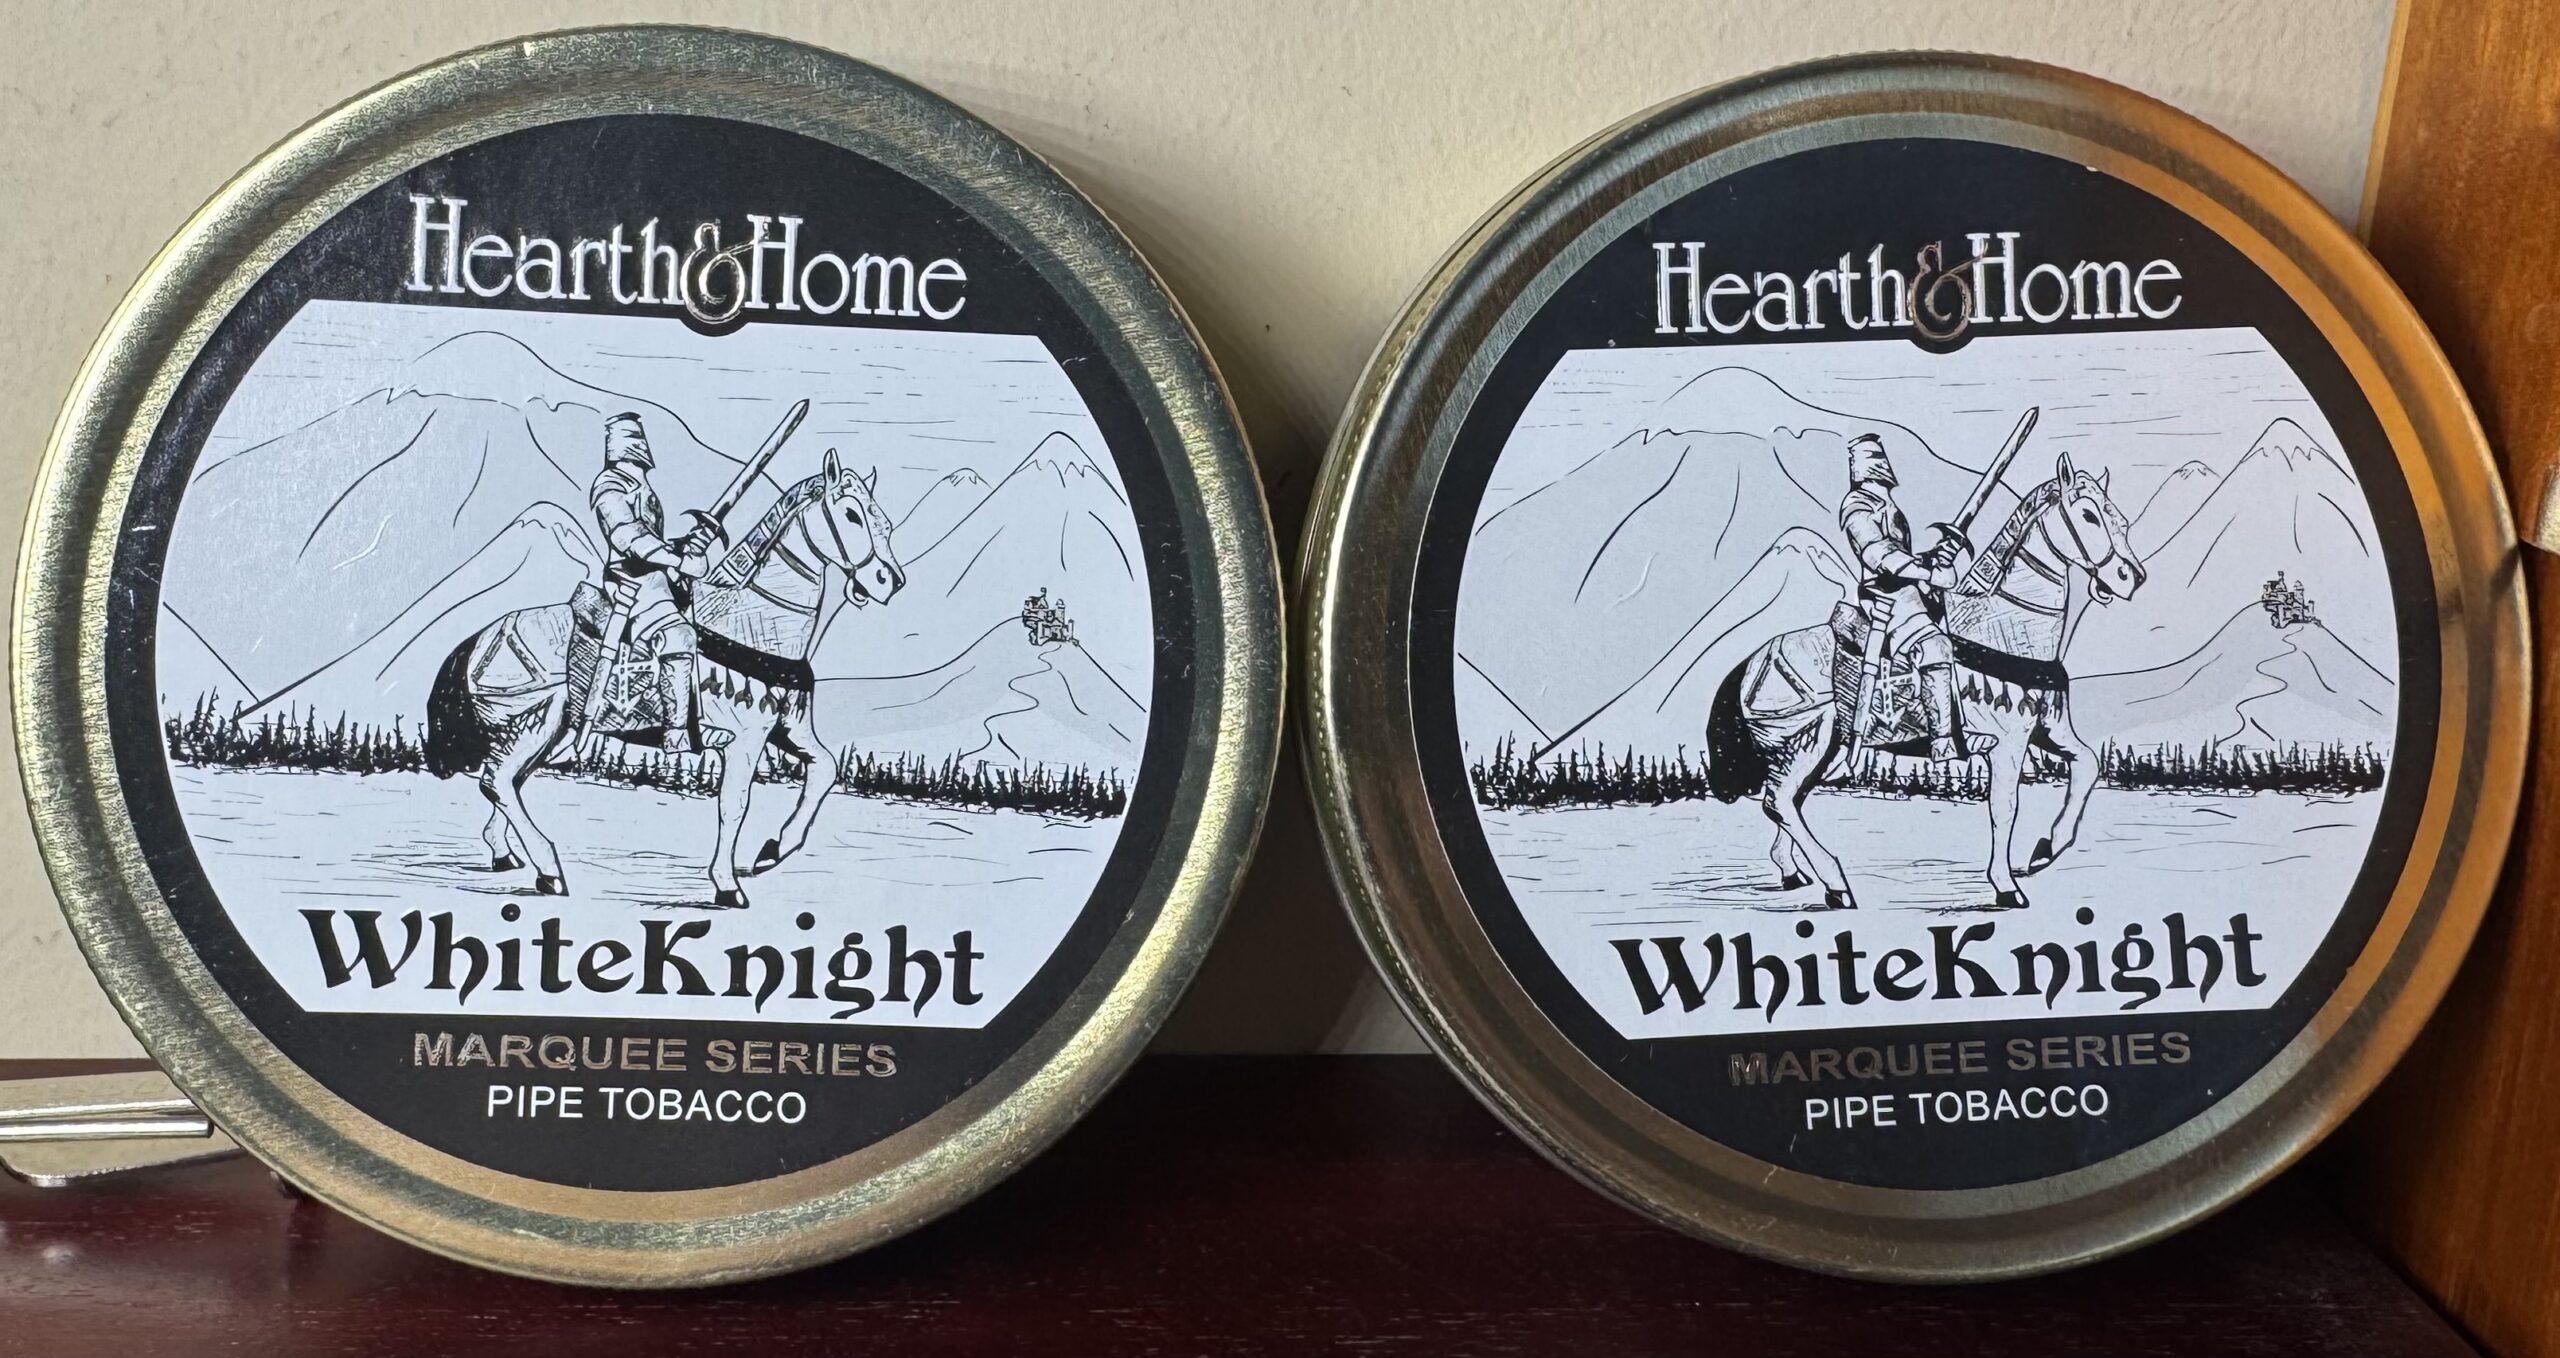 Hearth & Home
WhiteKnight
MARQUEE SERIES
PIPE TOBACCO
Hearth & Home
WhiteKnight
MARQUEE SERIES
PIPE TOBACCO